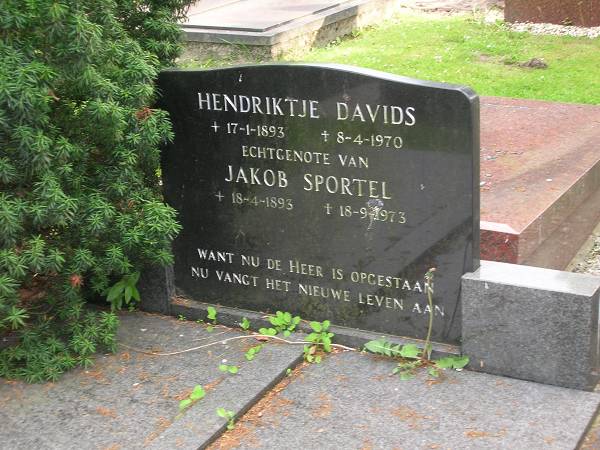 HENDRIKTJE DAVIDS
+ 17-1-1893 + 8-4-1970
ECHTGENOTE VAN
JAKOB SPORTEL
+ 18-4-1893 + 18-9-1973
WANT NU DE HEER IS OPGESTAAN
NU VANGT HET NIEUWE LEVEN AAN